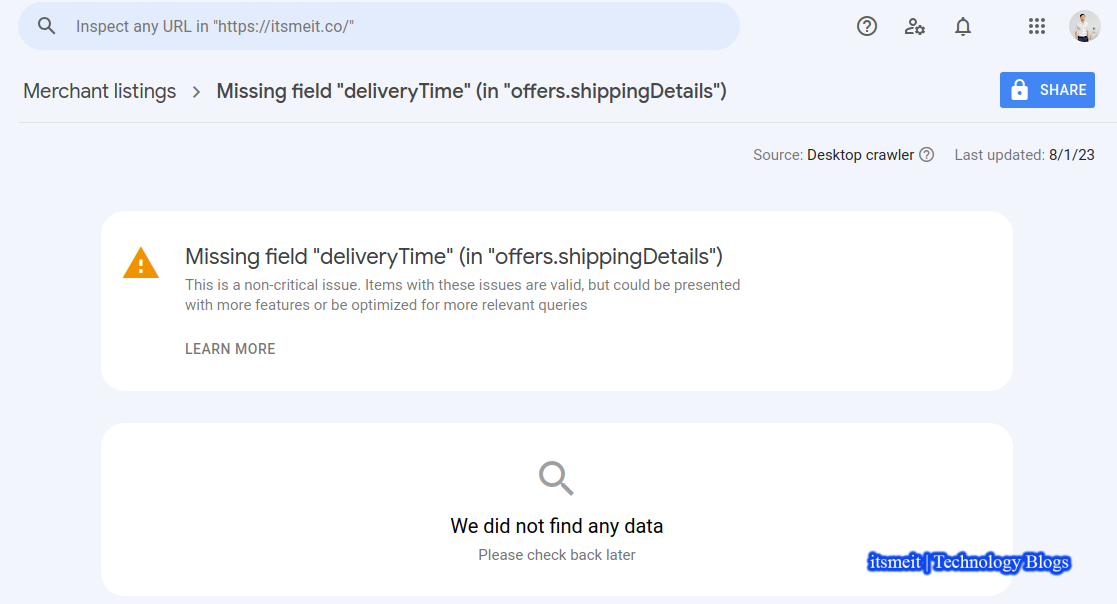 Inspect any URL in "https://itsmeit.co/"
Merchant listings > Missing field "deliveryTime" (in "offers.shippingDetails")
SHARE
Source: Desktop crawler Last updated: 8/1/23
Missing field "deliveryTime" (in "offers.shippingDetails")
This is a non-critical issue. Items with these issues are valid, but could be presented
with more features or be optimized for more relevant queries
LEARN MORE
We did not find any data
Please check back later
itsmeit | Technology Blogs